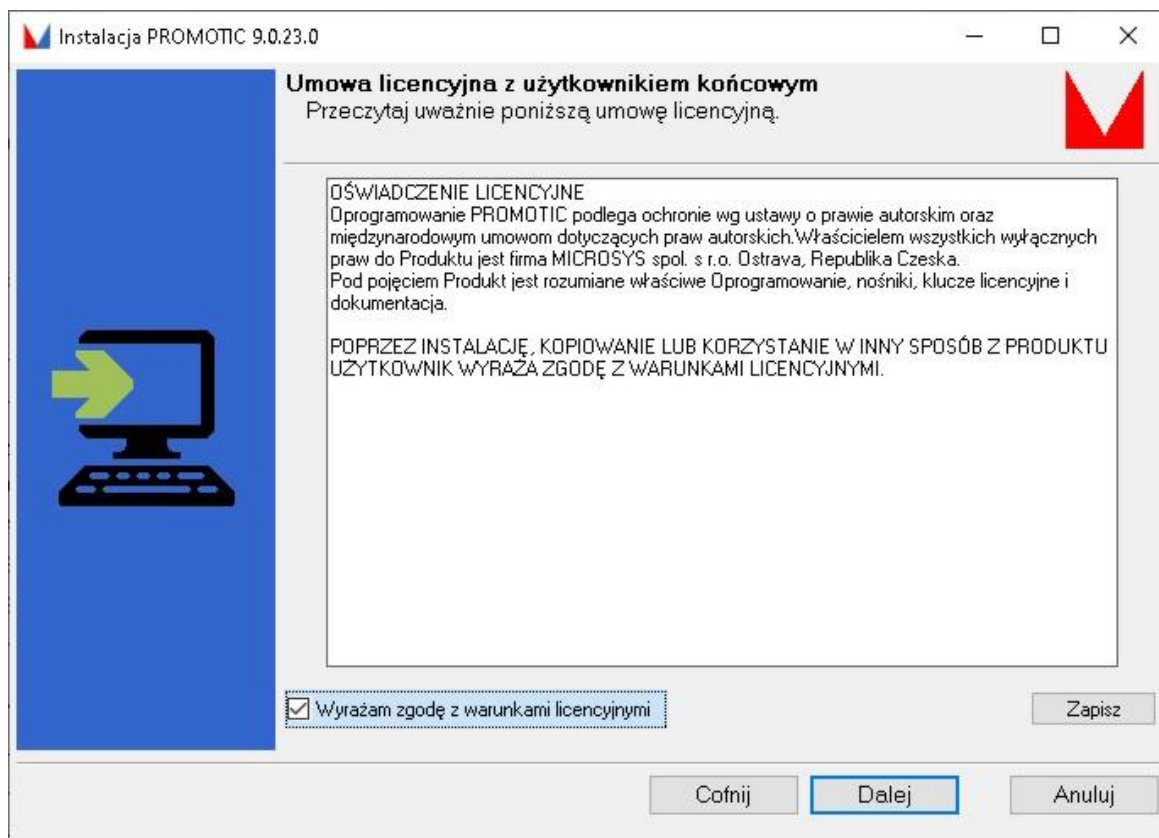 Instalacja PROMOTIC 9.0.23.0
Umowa licencyjna z użytkownikiem końcowym
Przeczytaj uważnie poniższą umowę licencyjną.
OŚWIADCZENIE LICENCYJNE
Oprogramowanie PROMOTIC podlega ochronie wg ustawy o prawie autorskim oraz
międzynarodowym umowom dotyczących praw autorskich.Właścicielem wszystkich wyłącznych
praw do Produktu jest firma MICROSYS spol. s r.o. Ostrava, Republika Czeska.
Pod pojęciem Produkt jest rozumiane właściwe Oprogramowanie, nośniki, klucze licencyjne i
dokumentacja.
POPRZEZ INSTALACJĘ, KOPIOWANIE LUB KORZYSTANIE W INNY SPOSÓB Z PRODUKTU
UŻYTKOWNIK WYRAŻA ZGODĘ Z WARUNKAMI LICENCYJNYMI.
Wyrażam zgodę z warunkami licencyjnymi
Zapisz
Cofnij
Dalej
Anuluj